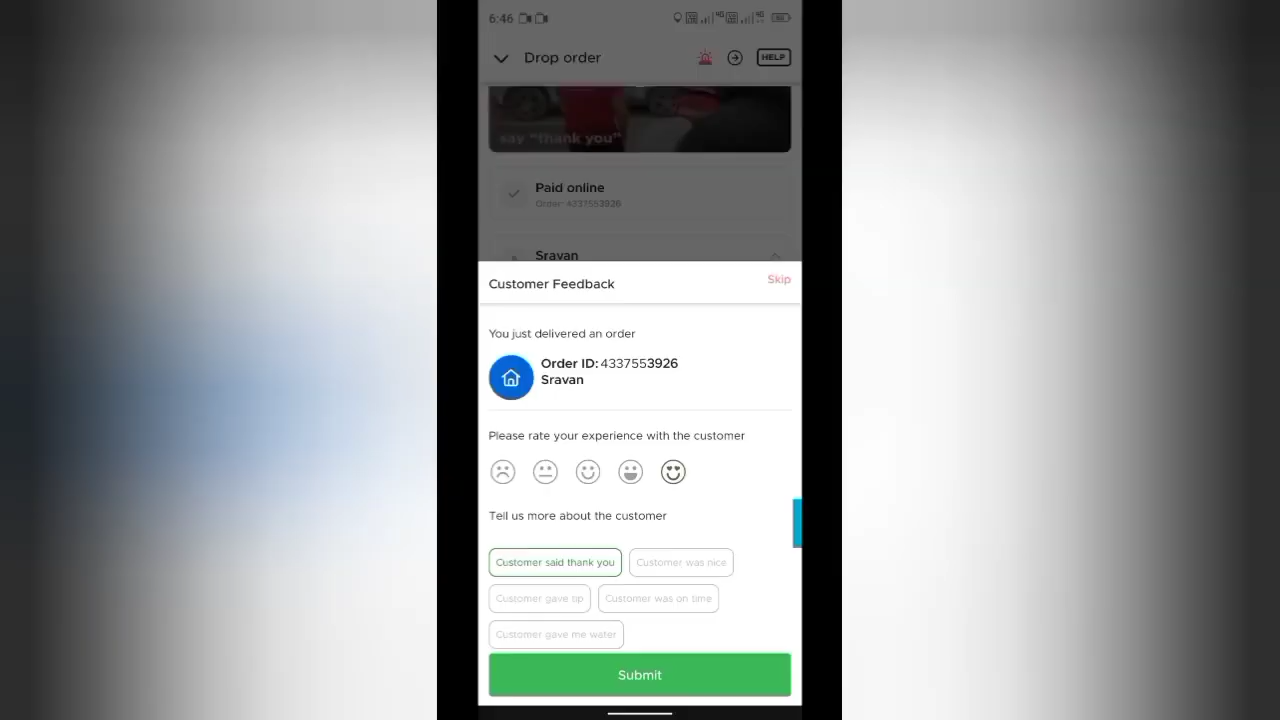 6:46
Drop order
HELP
say "thank you"
Paid online
Order: 4337553926
Sravan
Customer Feedback
Skip
You just delivered an order
Order ID: 4337553926
Sravan
Please rate your experience with the customer
Tell us more about the customer
Customer said thank you
Customer was nice
Customer gave tip
Customer was on time
Customer gave me water
Submit